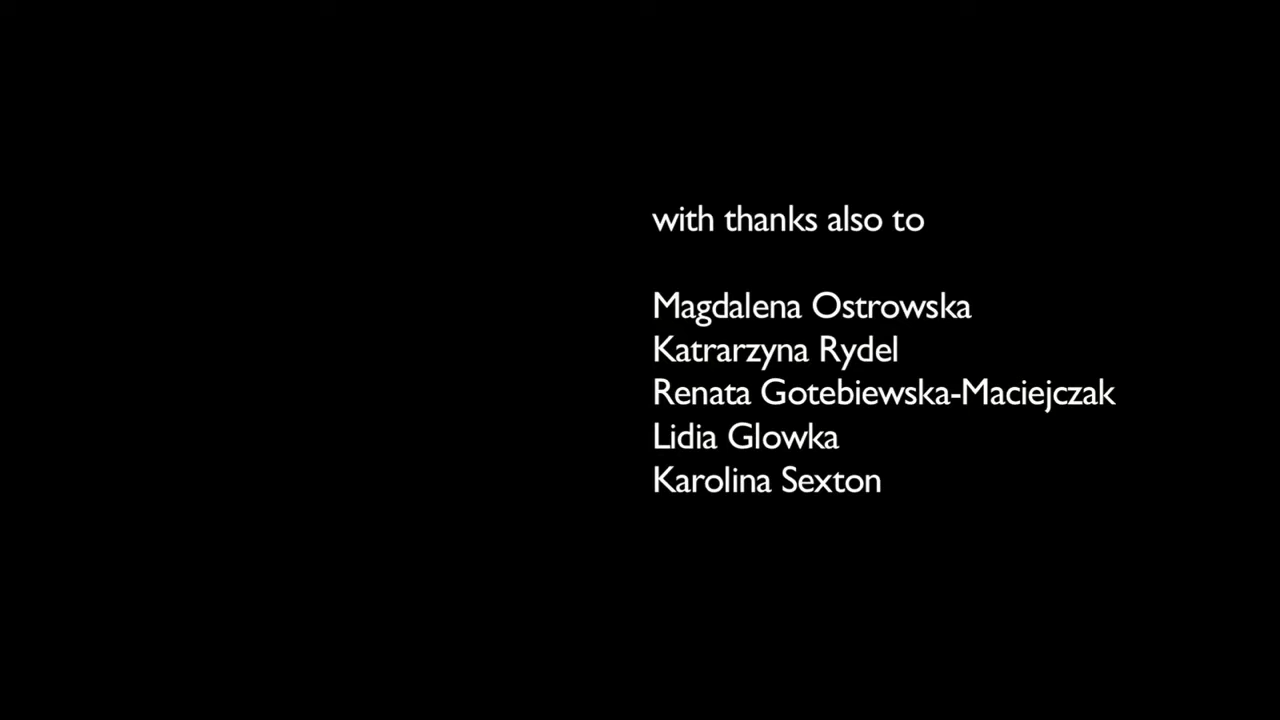 with thanks also to
Magdalena Ostrowska
Katrarzyna Rydel
Renata Gotebiewska-Maciejczak
Lidia Glowka
Karolina Sexton